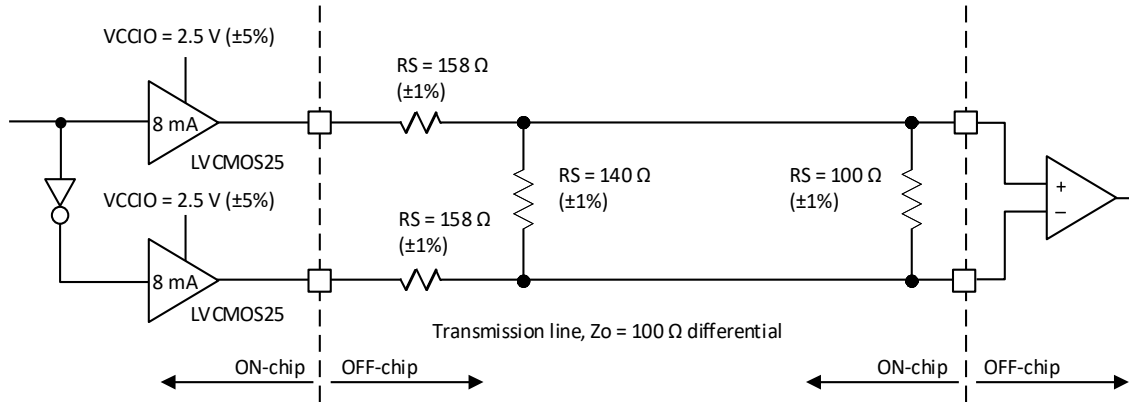 VCCIO = 2.5 V (±5%)
8 mA
LVCMOS25
VCCIO = 2.5 V (±5%)
8 mA
LVCMOS25
RS = 158 Ω
(±1%)
RS = 158 Ω
(±1%)
RS = 140 Ω
(±1%)
RS = 100 Ω
(±1%)
+
–
Transmission line, Zo = 100 Ω differential
ON-chip
OFF-chip
ON-chip
OFF-chip